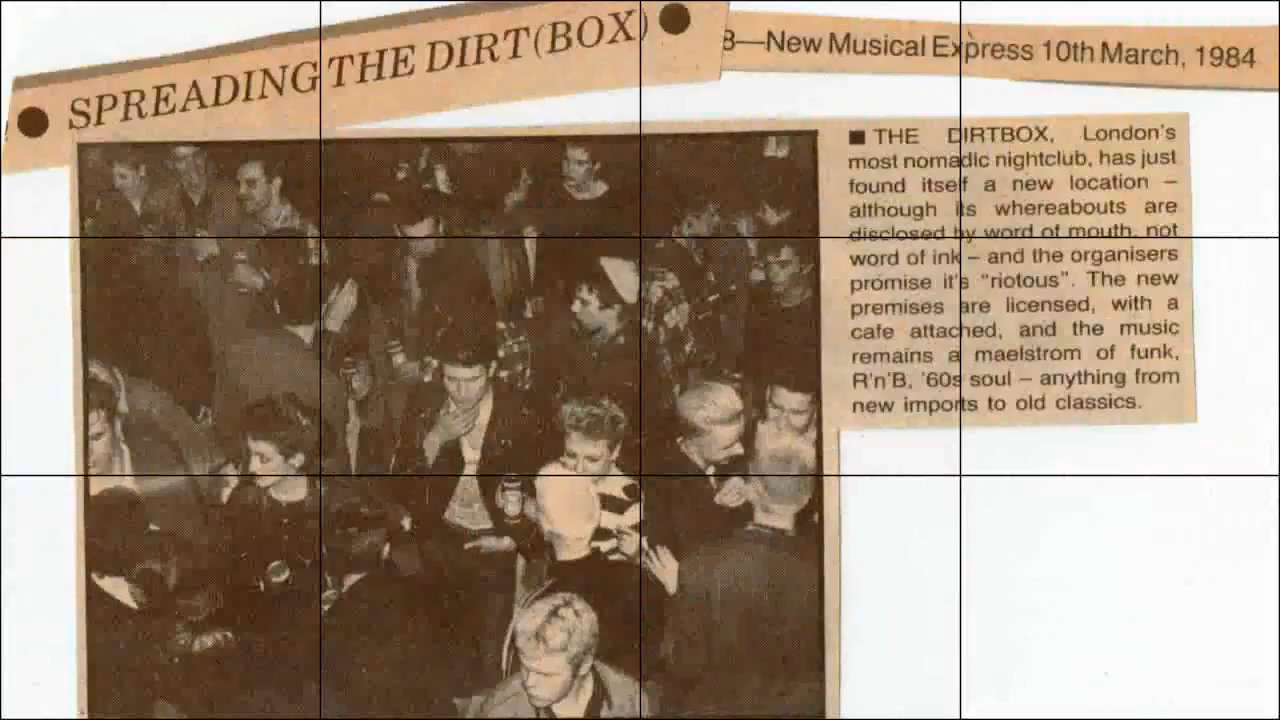 SPREADING THE DIRT(BOX)
8—New Musical Express 10th March, 1984
■ THE DIRTBOX, London's
most nomadic nightclub, has just
found itself a new location –
although its whereabouts are
disclosed by word of mouth, not
word of ink – and the organisers
promise it's “riotous”. The new
premises are licensed, with a
cafe attached, and the music
remains a maelstrom of funk,
R'n'B, '60s soul – anything from
new imports to old classics.